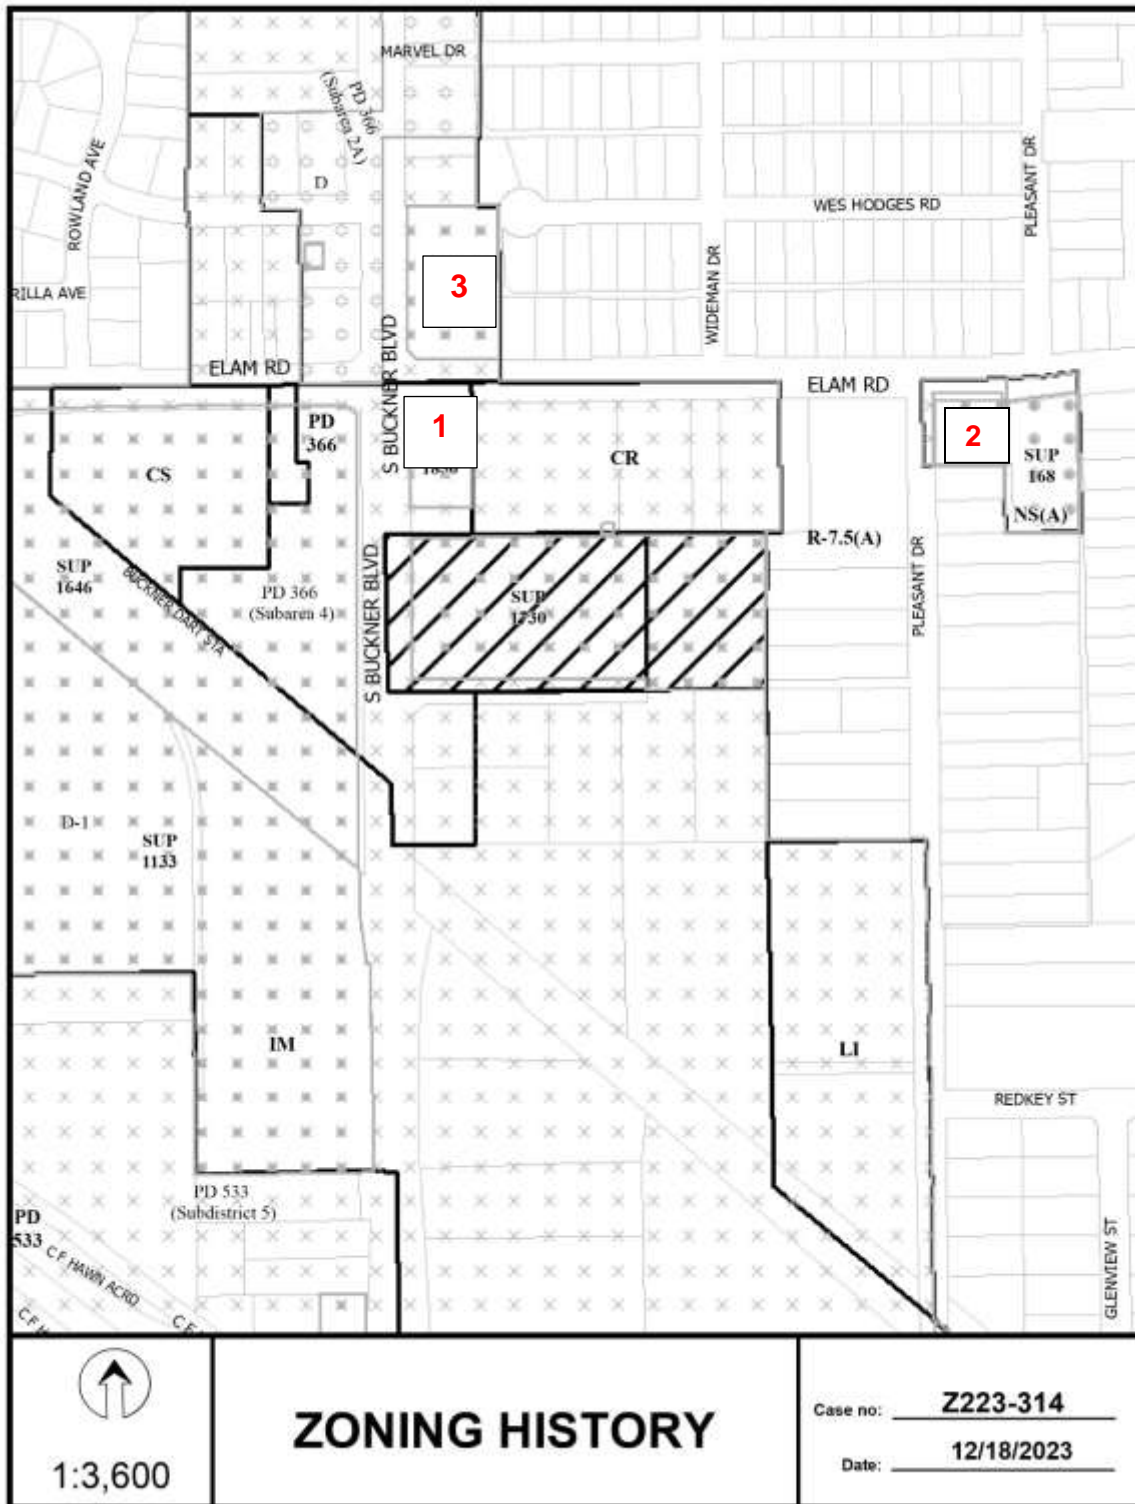 MARVEL DR
PD 366
(Subarea 2A)
D
ROWLAND AVE
PLEASANT DR
WES HODGES RD
WIDEMAN DR
3
RILLA AVE
S BUCKNER BLVD
ELAM RD
ELAM RD
PD
366
1
2
CS
CR
SUP
168
NS(A)
R-7.5(A)
SUP
1646
BUCKNER DART STA
PD 366
(Subarea 4)
S BUCKNER BLVD
SUP
1730
PLEASANT DR
D-1
SUP
1133
IM
LI
REDKEY ST
PD 533
(Subdistrict 5)
PD
533
C F HAWN ACRD
C F H
C F
GLENVIEW ST
1:3,600
ZONING HISTORY
Case no: Z223-314
Date: 12/18/2023